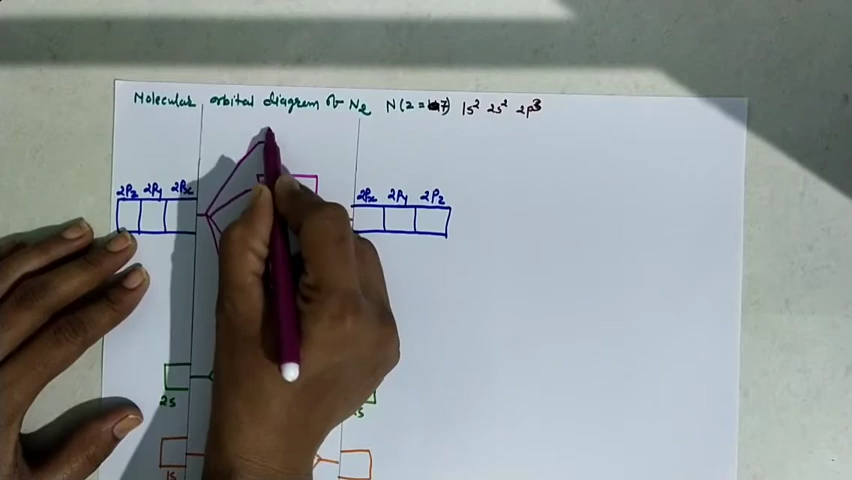 Molecular orbital diagram of N2 N(Z=7) 1s² 2s² 2p³
2Pz 2Py 2Px 2Px 2Py 2Pz
2s
1s